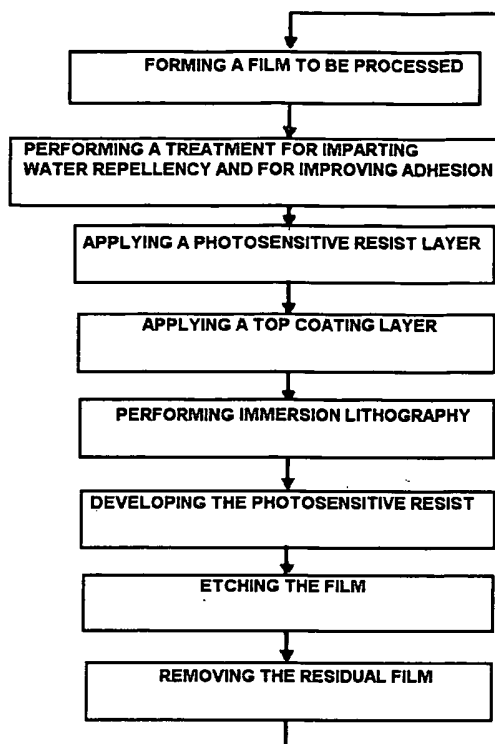 FORMING A FILM TO BE PROCESSED
PERFORMING A TREATMENT FOR IMPARTING
WATER REPELLENCY AND FOR IMPROVING ADHESION
APPLYING A PHOTOSENSITIVE RESIST LAYER
APPLYING A TOP COATING LAYER
PERFORMING IMMERSION LITHOGRAPHY
DEVELOPING THE PHOTOSENSITIVE RESIST
ETCHING THE FILM
REMOVING THE RESIDUAL FILM